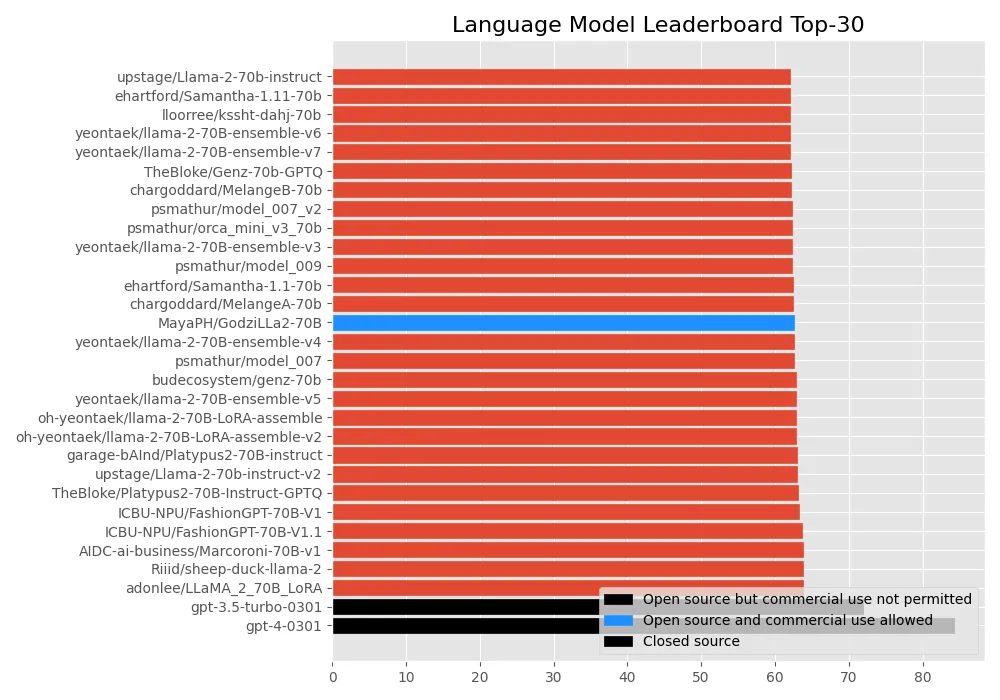 Language Model Leaderboard Top-30
upstage/Llama-2-70b-instruct
ehartford/Samantha-1.11-70b
lloorree/kssht-dahj-70b
yeontaek/llama-2-70B-ensemble-v6
yeontaek/llama-2-70B-ensemble-v7
TheBloke/Genz-70b-GPTQ
chargoddard/MelangeB-70b
psmathur/model_007_v2
psmathur/orca_mini_v3_70b
yeontaek/llama-2-70B-ensemble-v3
psmathur/model_009
ehartford/Samantha-1.1-70b
chargoddard/MelangeA-70b
MayaPH/GodziLLa2-70B
yeontaek/llama-2-70B-ensemble-v4
psmathur/model_007
budecosystem/genz-70b
yeontaek/llama-2-70B-ensemble-v5
oh-yeontaek/llama-2-70B-LoRA-assemble
oh-yeontaek/llama-2-70B-LoRA-assemble-v2
garage-bAInd/Platypus2-70B-instruct
upstage/Llama-2-70b-instruct-v2
TheBloke/Platypus2-70B-Instruct-GPTQ
ICBU-NPU/FashionGPT-70B-V1
ICBU-NPU/FashionGPT-70B-V1.1
AIDC-ai-business/Marcoroni-70B-v1
Riiid/sheep-duck-llama-2
adonlee/LLaMA_2_70B_LoRA
gpt-3.5-turbo-0301
gpt-4-0301
Open source but commercial use not permitted
Open source and commercial use allowed
Closed source
0 10 20 30 40 50 60 70 80